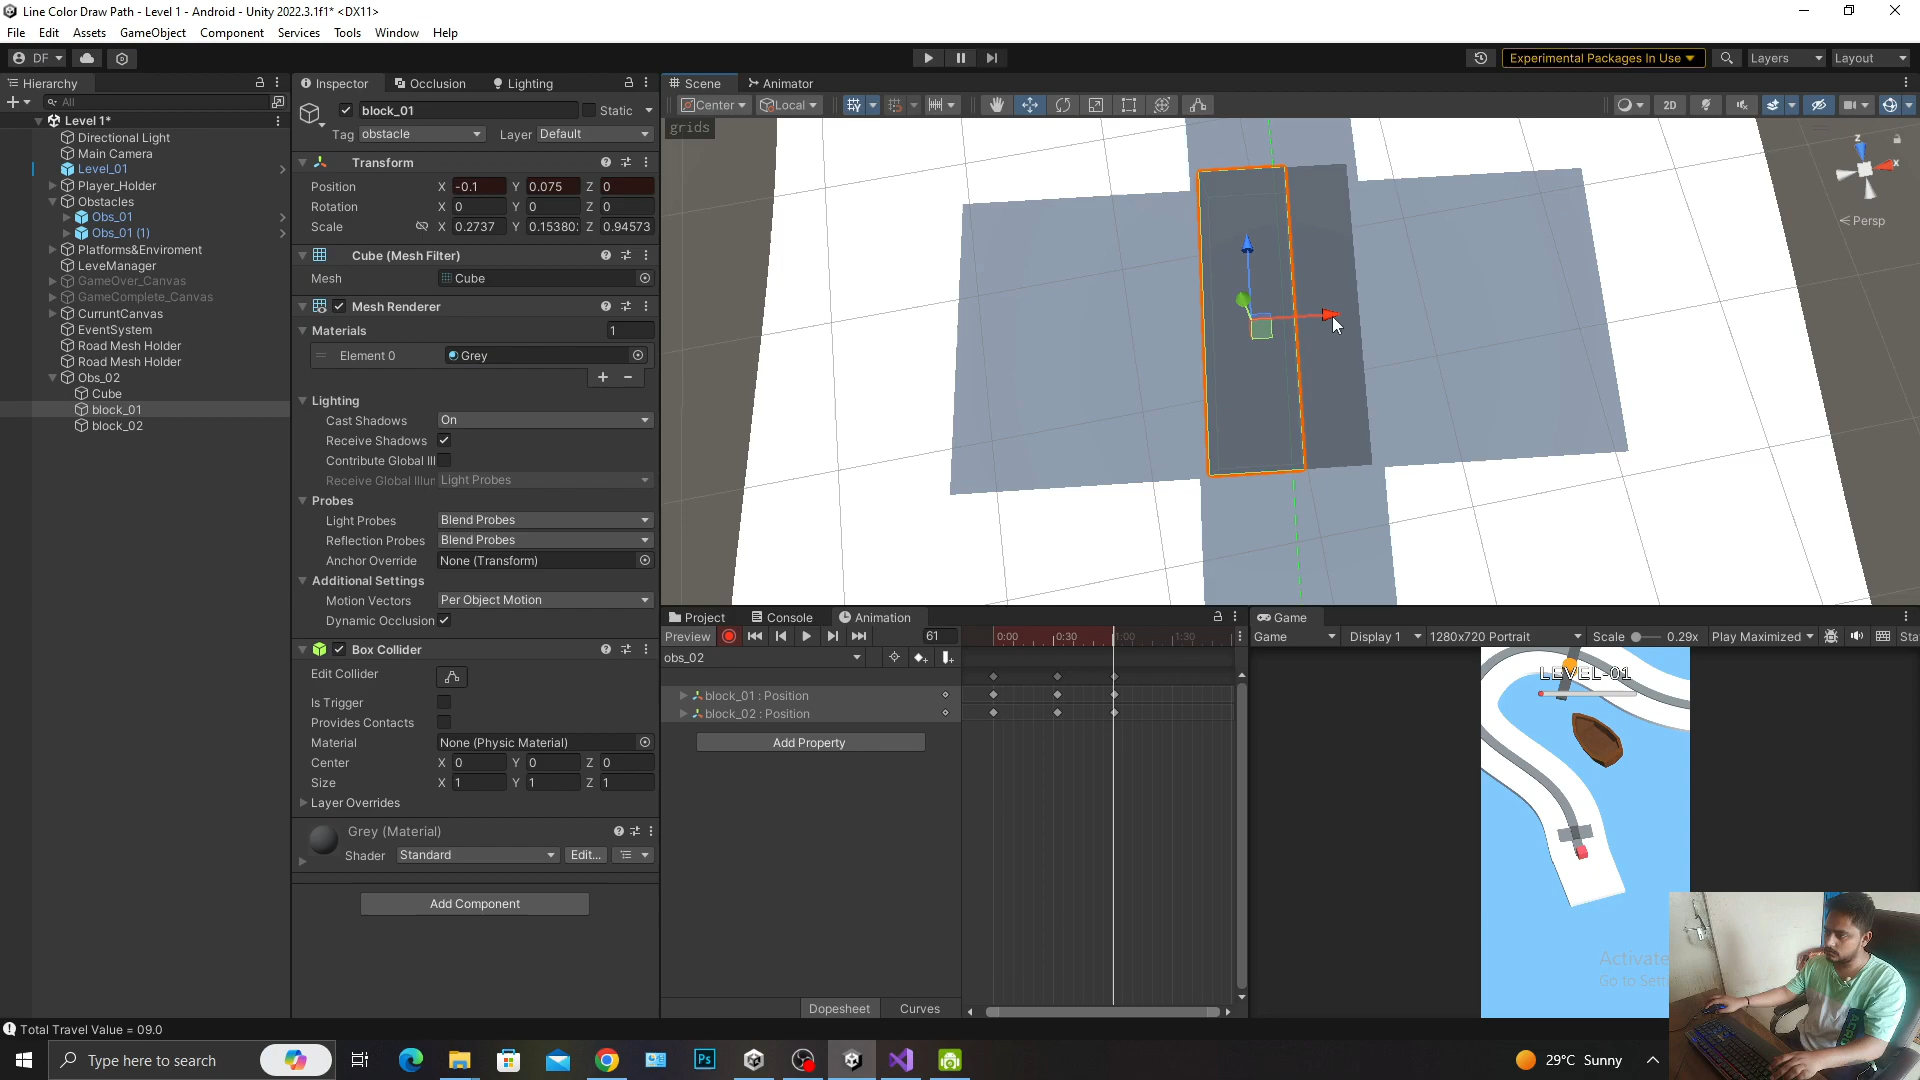 Line Color Draw Path - Level 1 - Android - Unity 2022.3.1f1* <DX11>
File Edit Assets GameObject Component Services Tools Window Help
DF Experimental Packages In Use Layers Layout
Hierarchy
All
Level 1*
Directional Light
Main Camera
Level_01
Player_Holder
Obstacles
Obs_01
Obs_01 (1)
Platforms&Enviroment
LeveManager
GameOver_Canvas
GameComplete_Canvas
CurruntCanvas
EventSystem
Road Mesh Holder
Road Mesh Holder
Obs_02
Cube
block_01
block_02
Inspector Occlusion Lighting
block_01 Static
Tag obstacle Layer Default
Transform
Position X -0.1 Y 0.075 Z 0
Rotation X 0 Y 0 Z 0
Scale X 0.2737 Y 0.15380: Z 0.94573
Cube (Mesh Filter)
Mesh Cube
Mesh Renderer
Materials 1
Element 0 Grey
Lighting
Cast Shadows On
Receive Shadows
Contribute Global Ill
Receive Global Illun Light Probes
Probes
Light Probes Blend Probes
Reflection Probes Blend Probes
Anchor Override None (Transform)
Additional Settings
Motion Vectors Per Object Motion
Dynamic Occlusion
Box Collider
Edit Collider
Is Trigger
Provides Contacts
Material None (Physic Material)
Center X 0 Y 0 Z 0
Size X 1 Y 1 Z 1
Layer Overrides
Grey (Material)
Shader Standard Edit...
Add Component
Scene Animator
Center Local 2D
grids
z
x
Persp
Project Console Animation
Preview 61 0:00 0:30 1:00 1:30
obs_02
block_01 : Position
block_02 : Position
Add Property
Dopesheet Curves
Game
Game Display 1 1280x720 Portrait Scale 0.29x Play Maximized Sta
LEVEL-01
Activate
Go to Sett
Total Travel Value = 09.0
Type here to search
Ps
29°C Sunny